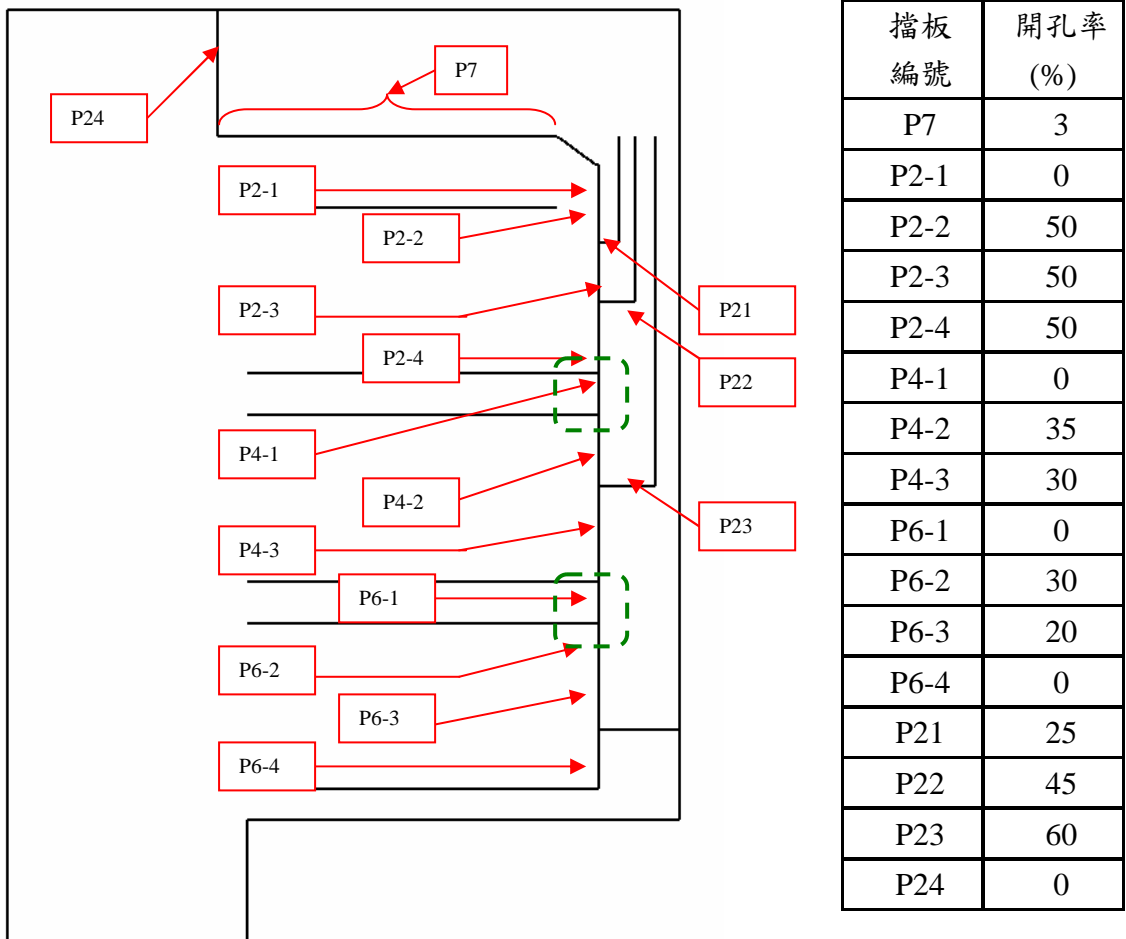 P7
P24
P2-1
P2-2
P2-3
P21
P2-4
P22
P4-1
P4-2
P23
P4-3
P6-1
P6-2
P6-3
P6-4
擋板 開孔率
編號 (%)
P7 3
P2-1 0
P2-2 50
P2-3 50
P2-4 50
P4-1 0
P4-2 35
P4-3 30
P6-1 0
P6-2 30
P6-3 20
P6-4 0
P21 25
P22 45
P23 60
P24 0